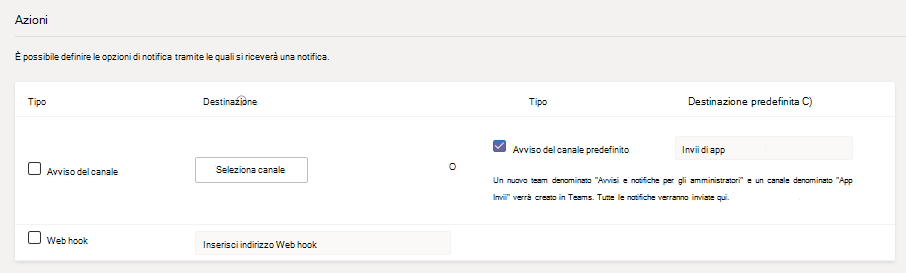 Azioni
È possibile definire le opzioni di notifica tramite le quali si riceverà una notifica.
Tipo Destinazione Tipo Destinazione predefinita C)
Avviso del canale Seleziona canale O Avviso del canale predefinito Invii di app
Un nuovo team denominato "Avvisi e notifiche per gli amministratori" e un canale denominato "App
Invii" verrà creato in Teams. Tutte le notifiche verranno inviate qui.
Web hook Inserisci indirizzo Web hook